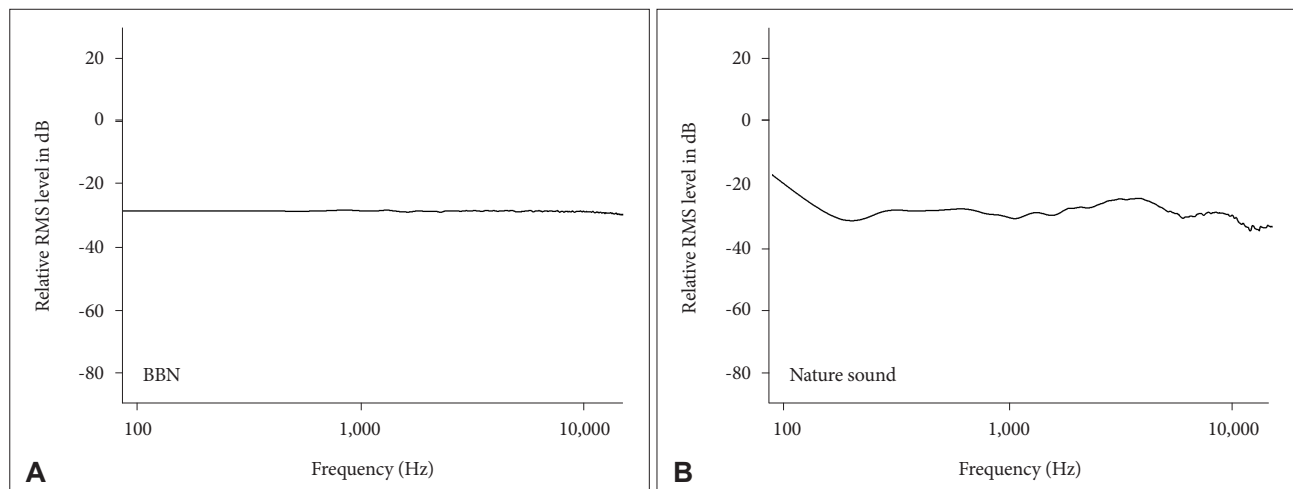 Relative RMS level in dB
20
0
-20
-40
-60
-80
BBN
100
1,000
10,000
Frequency (Hz)
A
Relative RMS level in dB
20
0
-20
-40
-60
-80
Nature sound
100
1,000
10,000
Frequency (Hz)
B